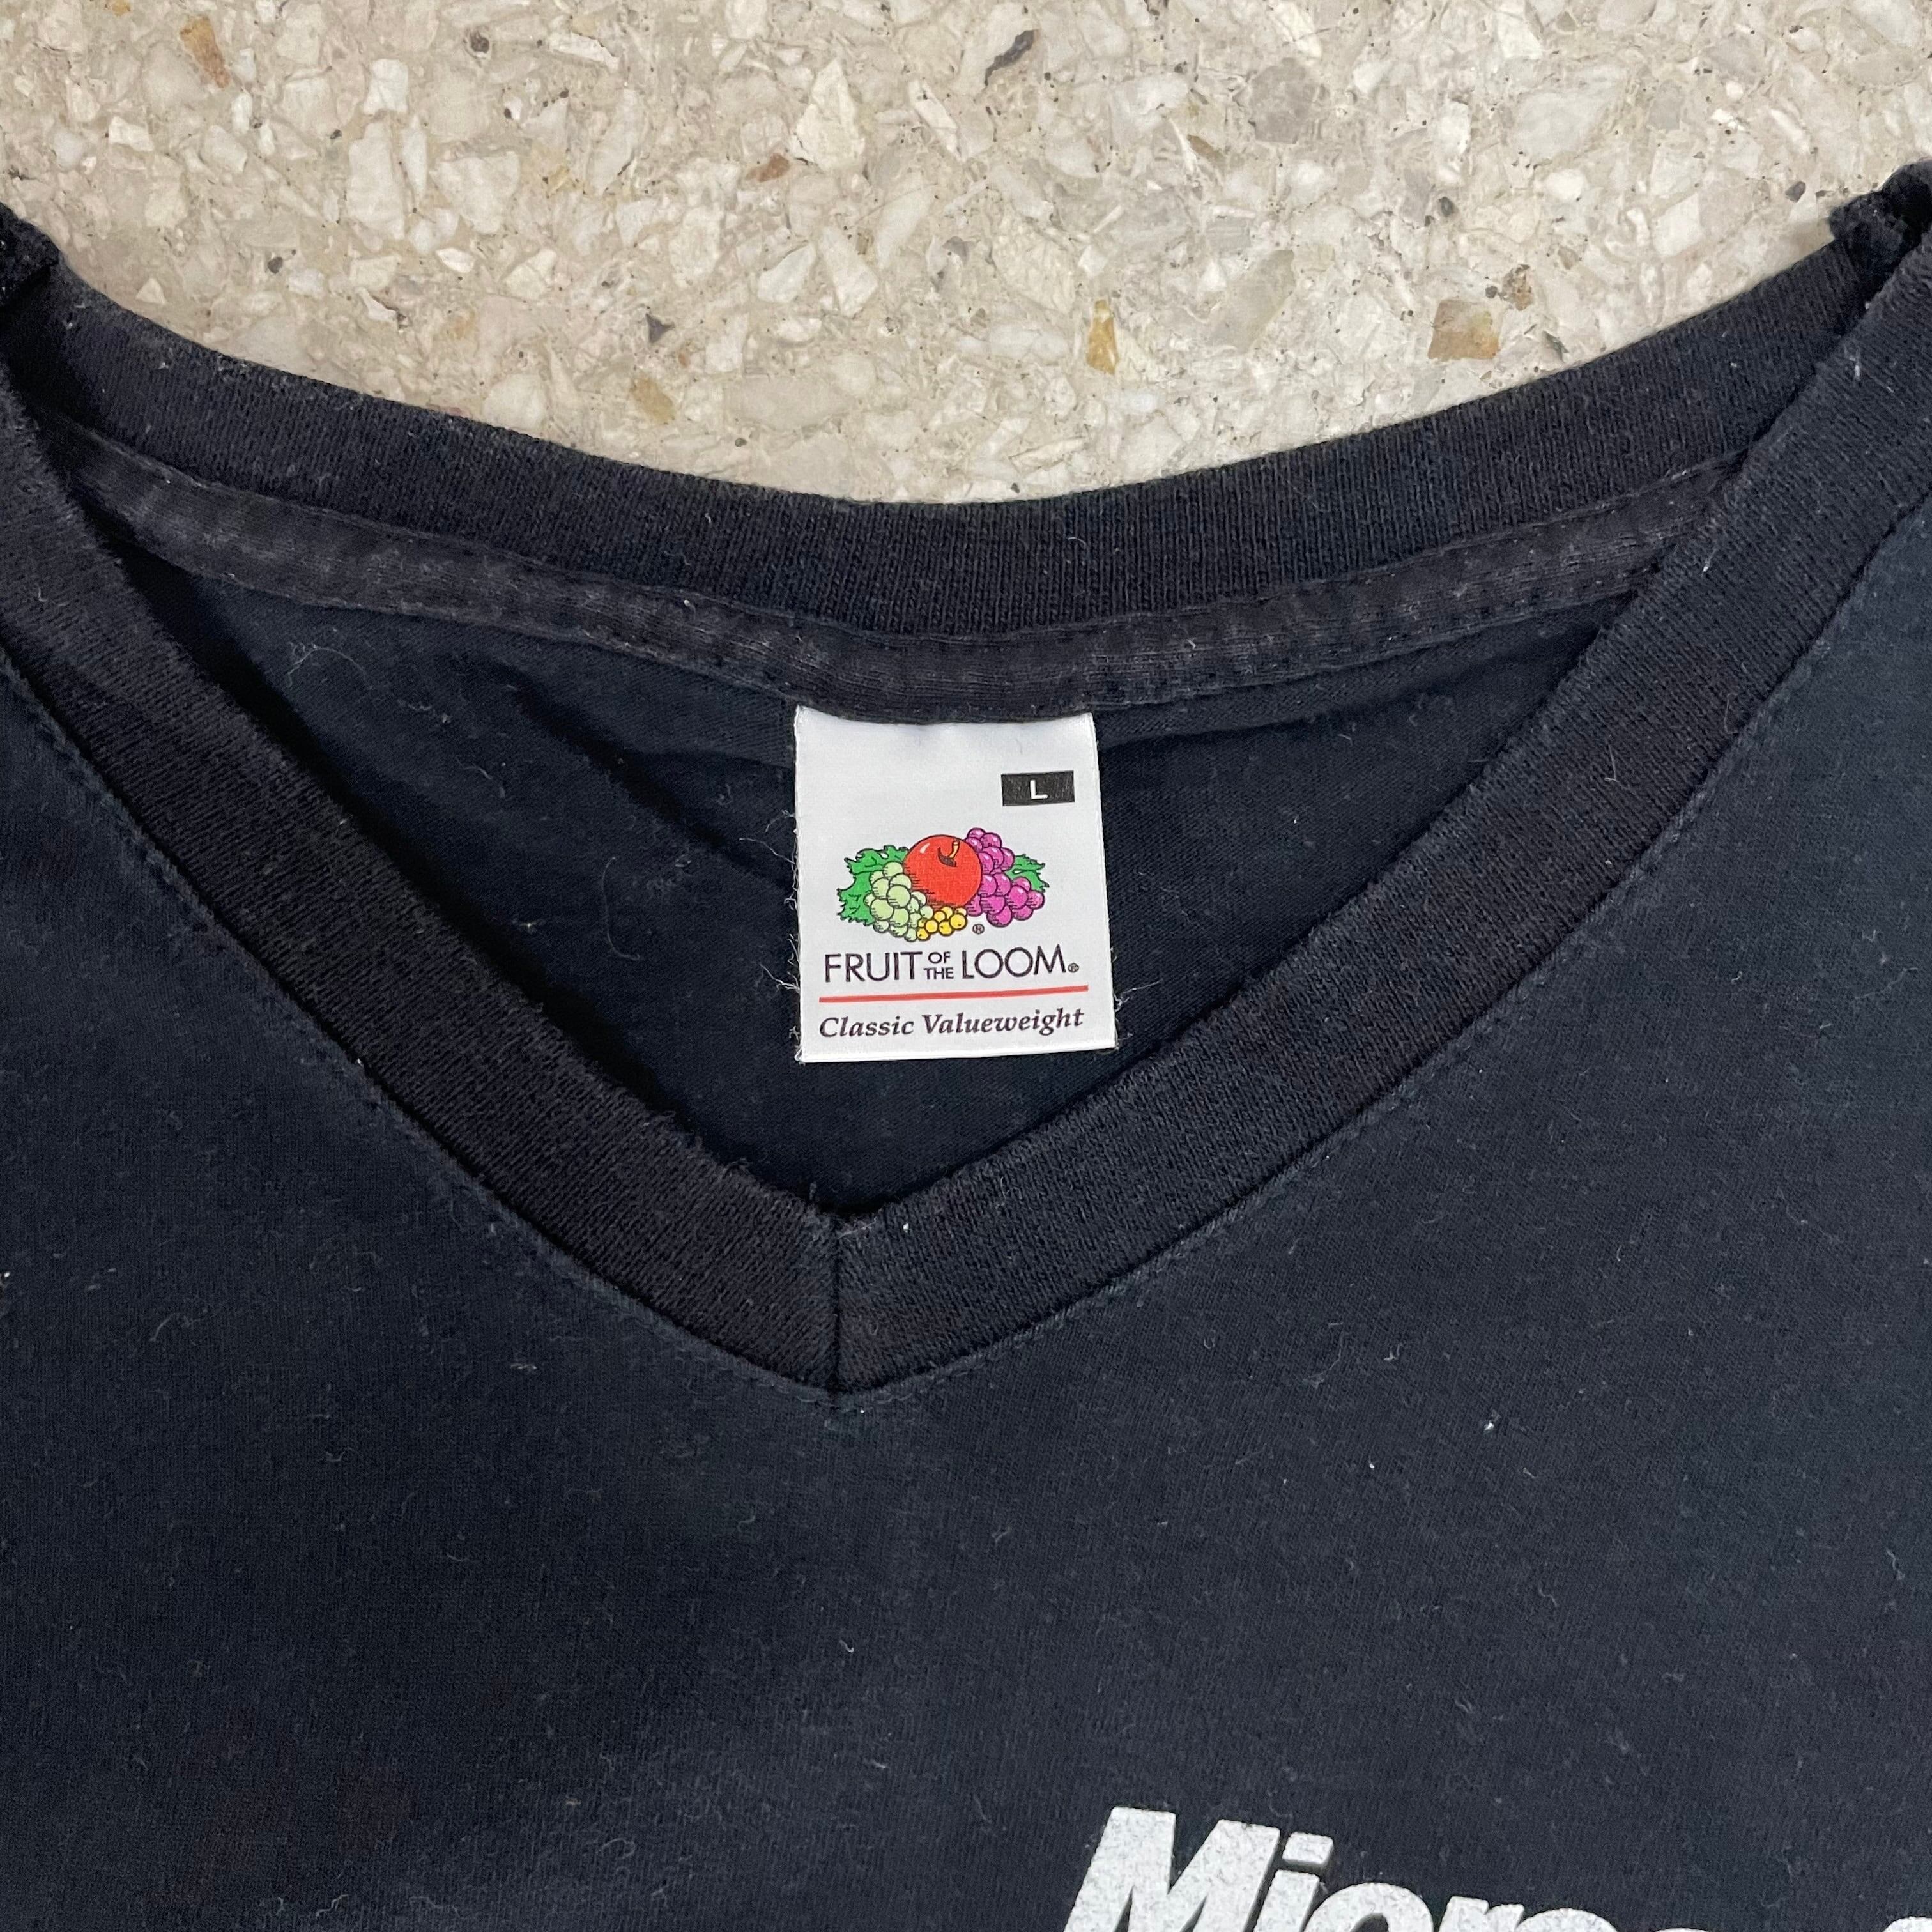 L
FRUIT OF THE LOOM®
Classic Valueweight